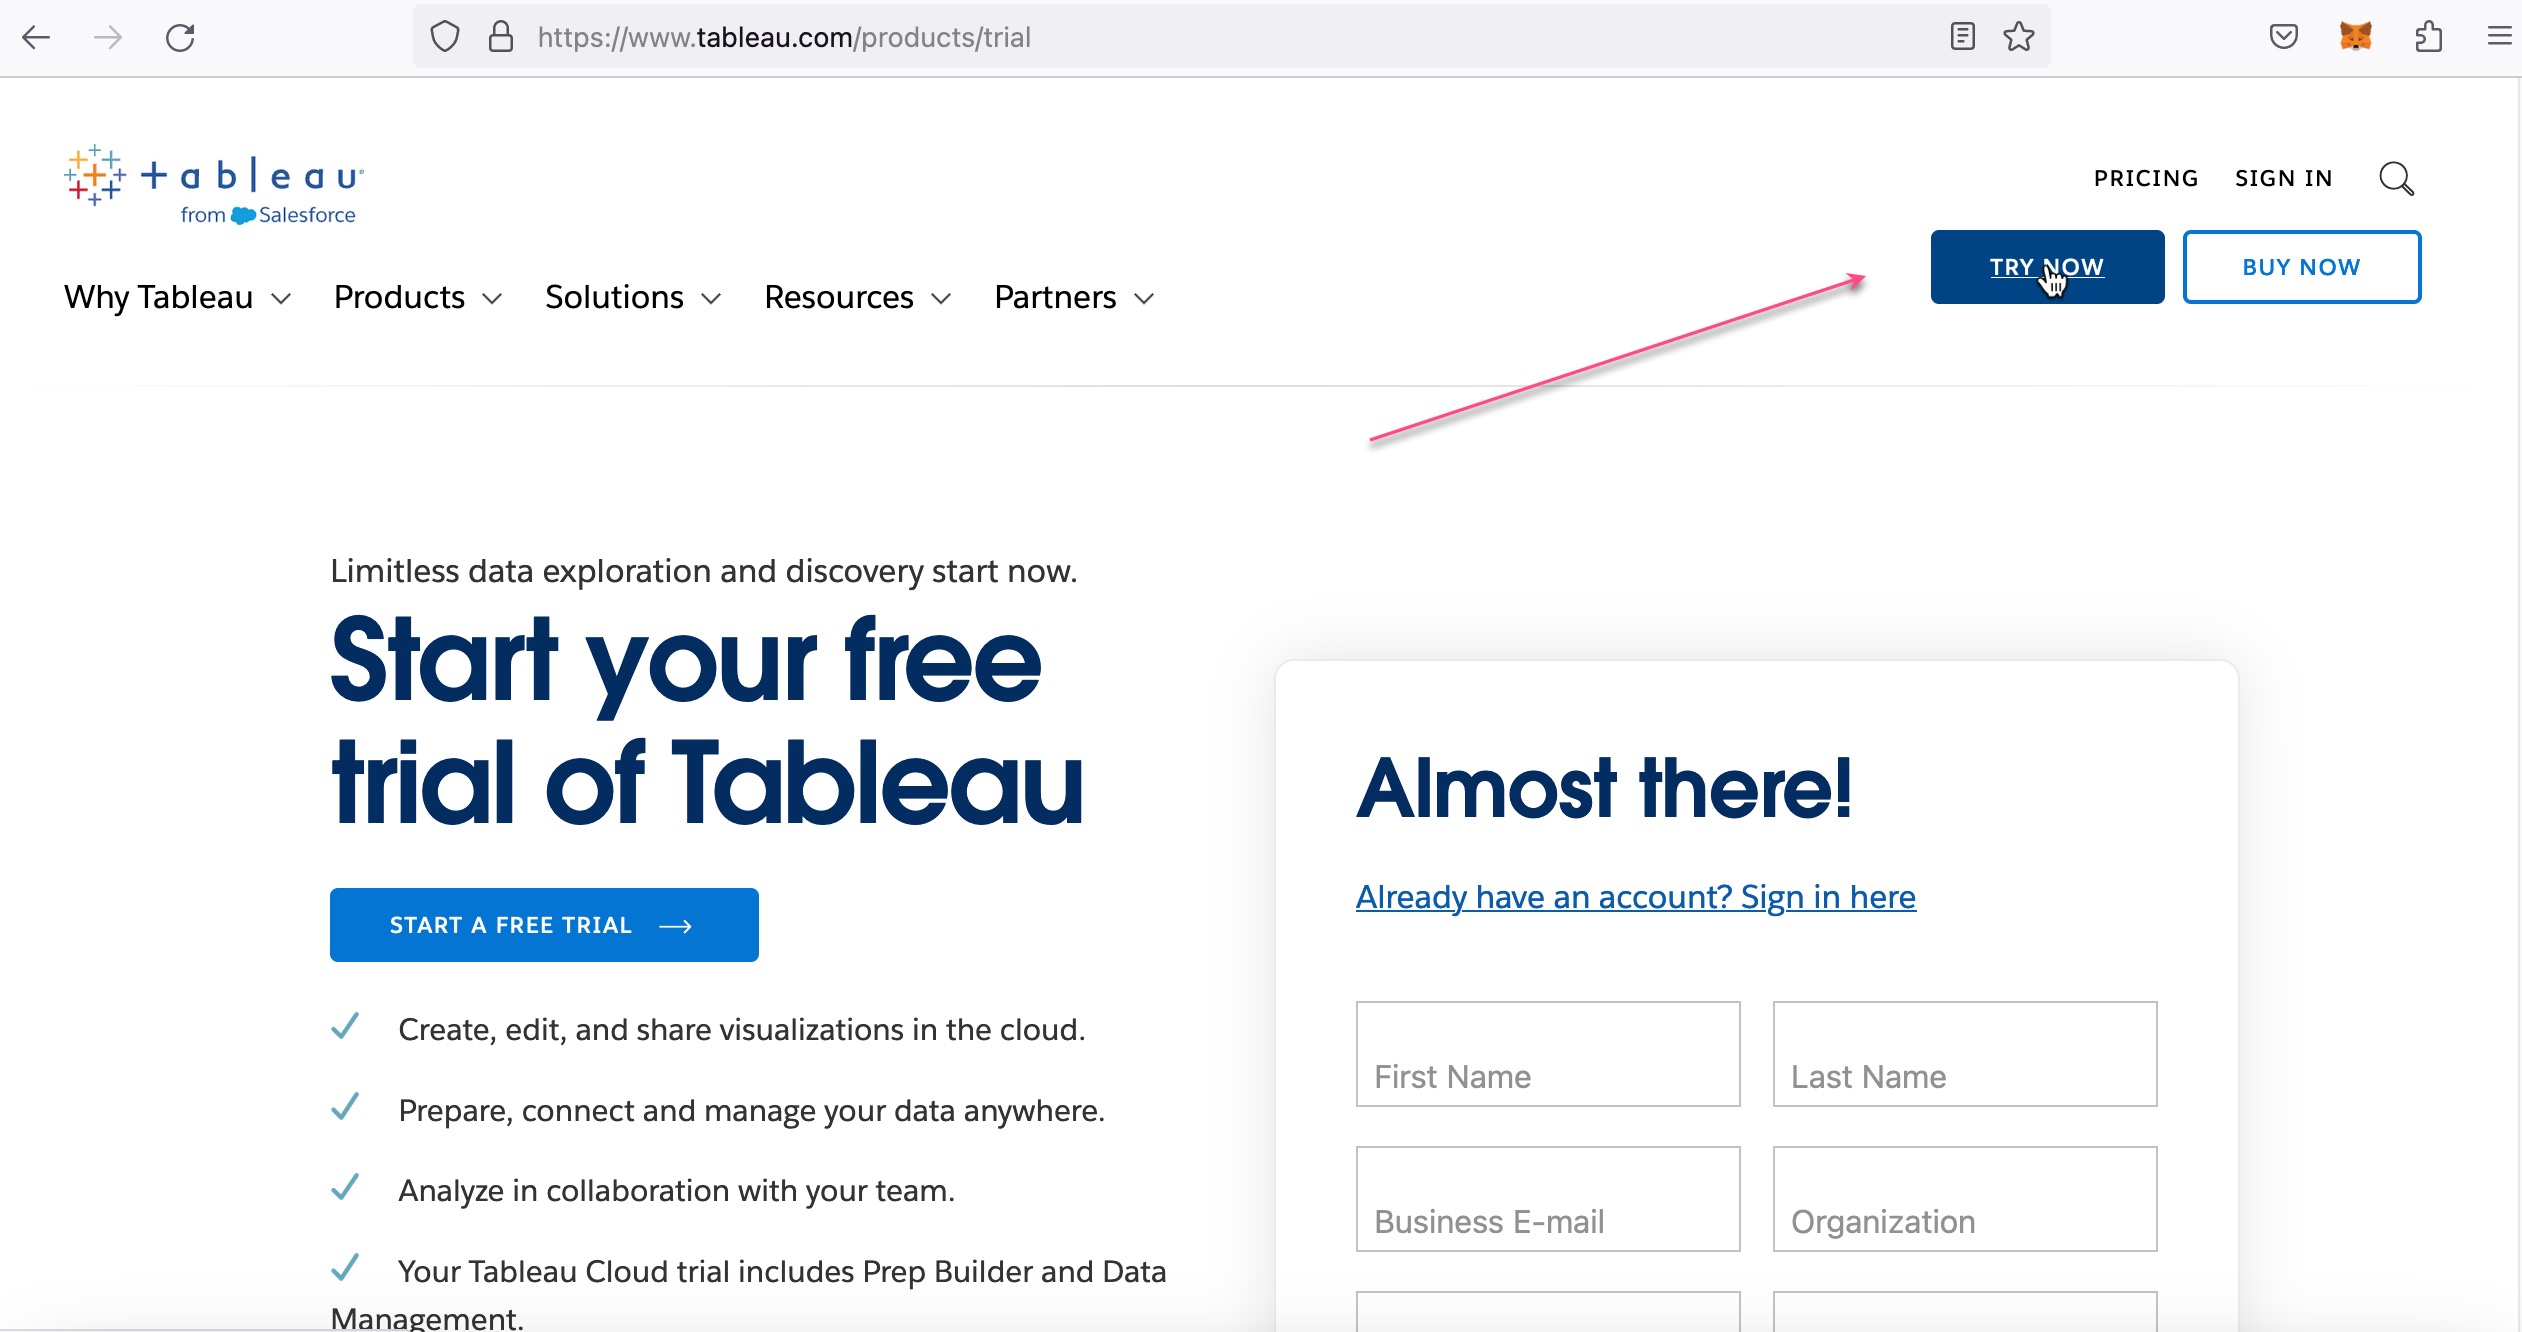 https://www.tableau.com/products/trial
+ableau
from Salesforce
PRICING SIGN IN
TRY NOW BUY NOW
Why Tableau Products Solutions Resources Partners
Limitless data exploration and discovery start now.
Start your free
trial of Tableau
START A FREE TRIAL
Create, edit, and share visualizations in the cloud.
Prepare, connect and manage your data anywhere.
Analyze in collaboration with your team.
Your Tableau Cloud trial includes Prep Builder and Data
Management.
Almost there!
Already have an account? Sign in here
First Name Last Name
Business E-mail Organization